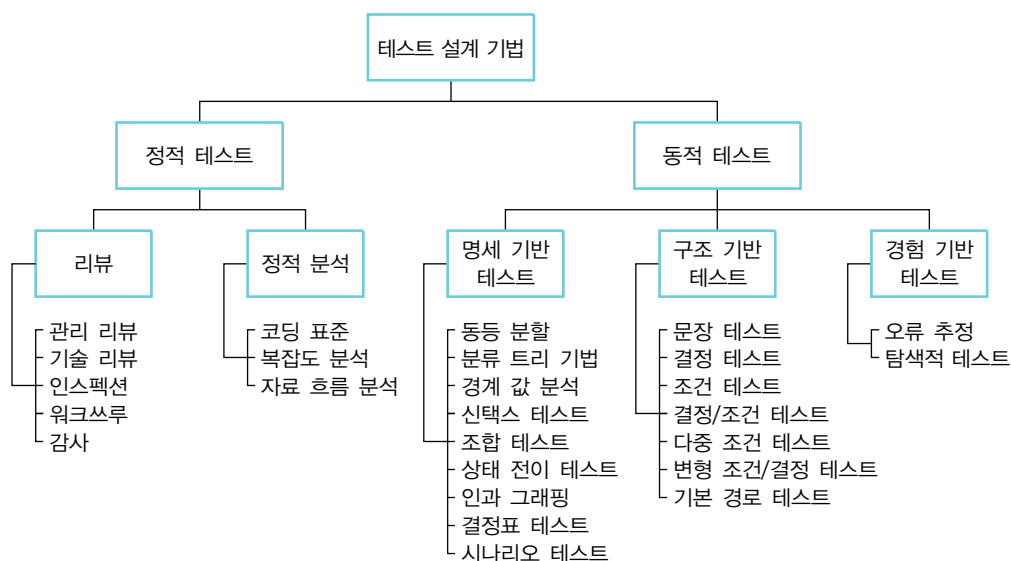 테스트 설계 기법
정적 테스트
동적 테스트
리뷰
정적 분석
명세 기반
테스트
구조 기반
테스트
경험 기반
테스트
관리 리뷰
기술 리뷰
인스펙션
워크쓰루
감사
코딩 표준
복잡도 분석
자료 흐름 분석
동등 분할
분류 트리 기법
경계 값 분석
신택스 테스트
조합 테스트
상태 전이 테스트
인과 그래핑
결정표 테스트
시나리오 테스트
문장 테스트
결정 테스트
조건 테스트
결정/조건 테스트
다중 조건 테스트
변형 조건/결정 테스트
기본 경로 테스트
오류 추정
탐색적 테스트